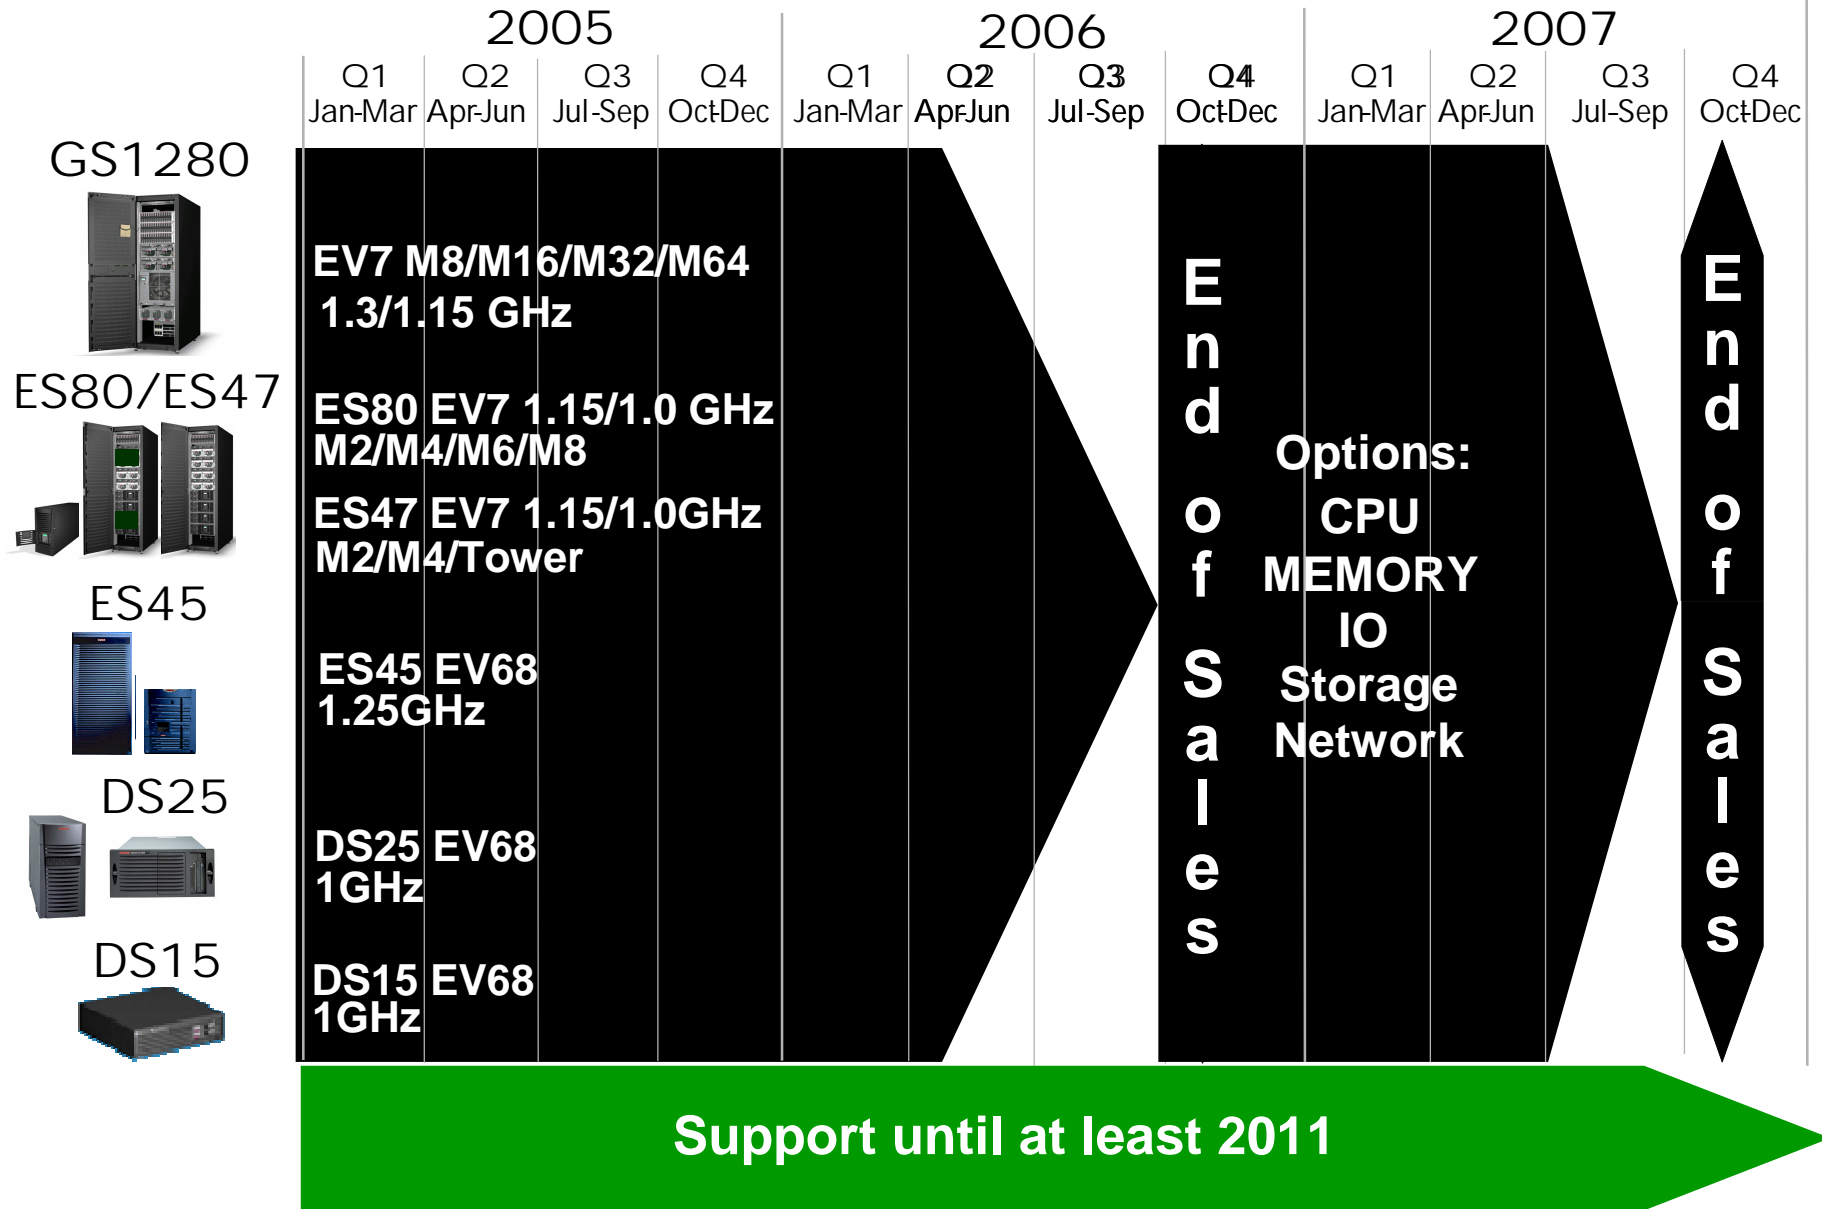 2005
2006
2007
Q1
Q2
Q3
Q4
Q1
Q2
Q3
Q4
Q1
Q2
Q3
Q4
Jan-Mar
Apr-Jun
Jul-Sep
Oct-Dec
Jan-Mar
Apr-Jun
Jul-Sep
Oct-Dec
Jan-Mar
Apr-Jun
Jul-Sep
Oct-Dec
GS1280
EV7 M8/M16/M32/M64
1.3/1.15 GHz
ES80/ES47
ES80 EV7 1.15/1.0 GHz
M2/M4/M6/M8
ES47 EV7 1.15/1.0GHz
M2/M4/Tower
ES45
ES45 EV68
1.25GHz
DS25
DS25 EV68
1GHz
DS15
DS15 EV68
1GHz
End of Sales
Options:
CPU
MEMORY
IO
Storage
Network
End of Sales
Support until at least 2011